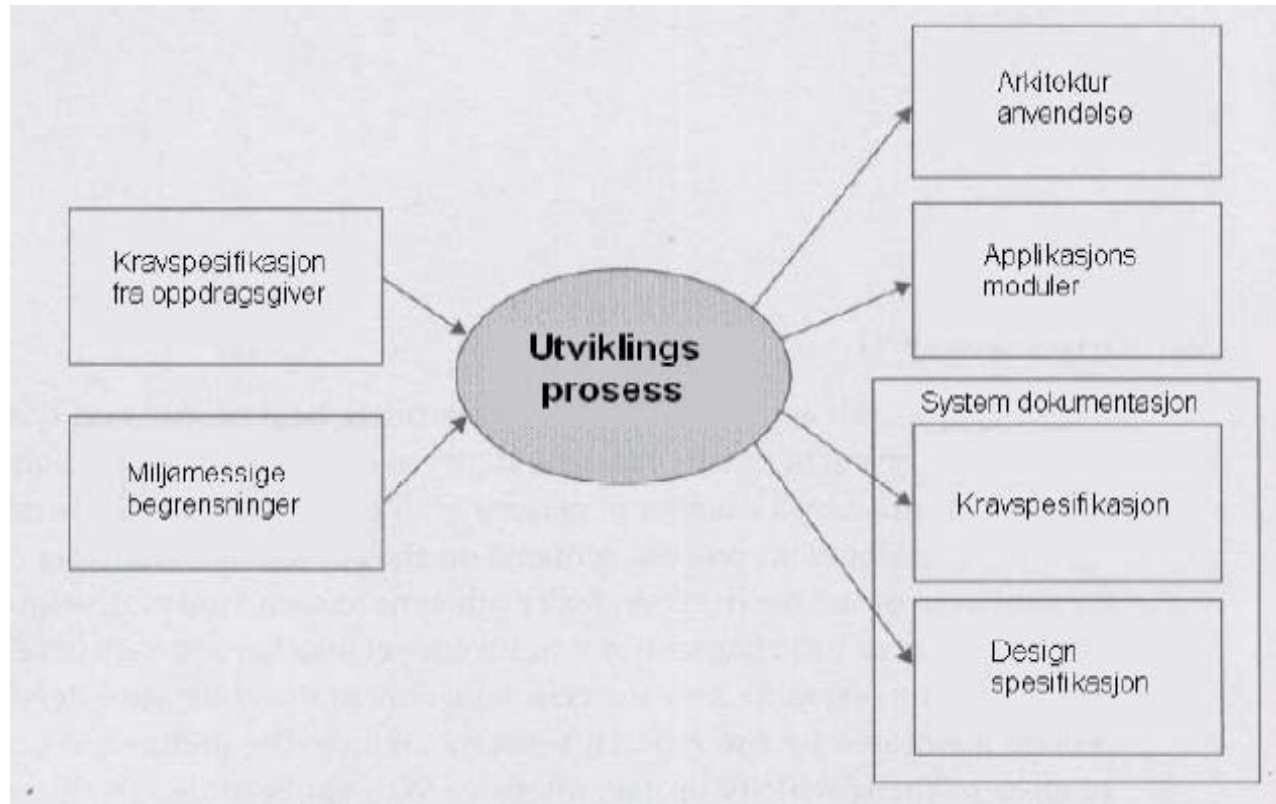 Kravspesifikasjon
fra oppdragsgiver
Miljømessige
begrensninger
Utviklings
prosess
Arkitektur
anvendelse
Applikasjons
moduler
System dokumentasjon
Kravspesifikasjon
Design
spesifikasjon